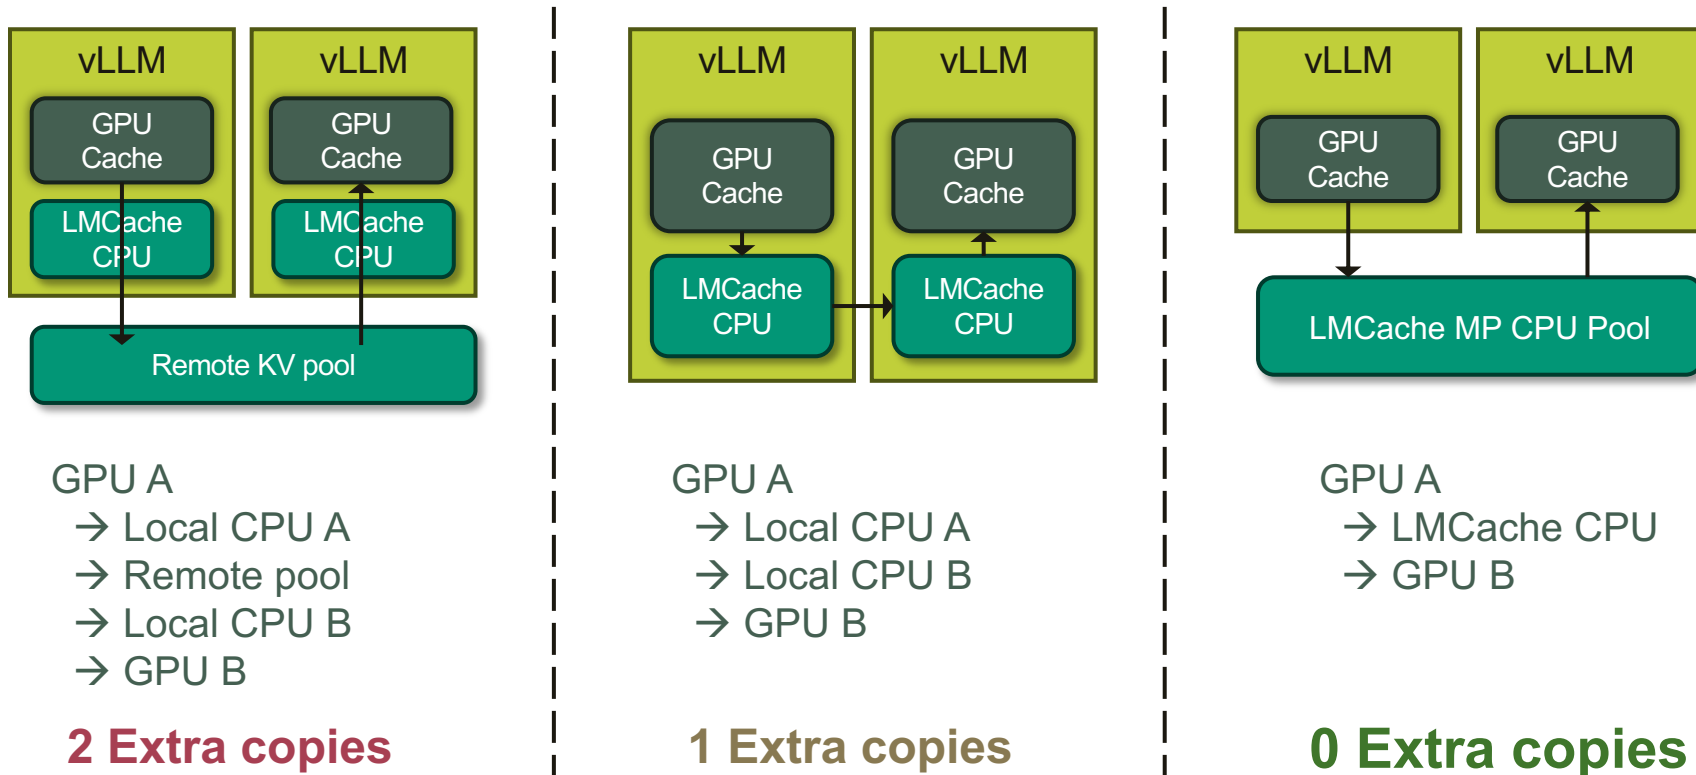 vLLM
GPU
Cache
LMCache
CPU
vLLM
GPU
Cache
LMCache
CPU
Remote KV pool
GPU A
→ Local CPU A
→ Remote pool
→ Local CPU B
→ GPU B
2 Extra copies
vLLM
GPU
Cache
LMCache
CPU
vLLM
GPU
Cache
LMCache
CPU
GPU A
→ Local CPU A
→ Local CPU B
→ GPU B
1 Extra copies
vLLM
GPU
Cache
vLLM
GPU
Cache
LMCache MP CPU Pool
GPU A
→ LMCache CPU
→ GPU B
0 Extra copies